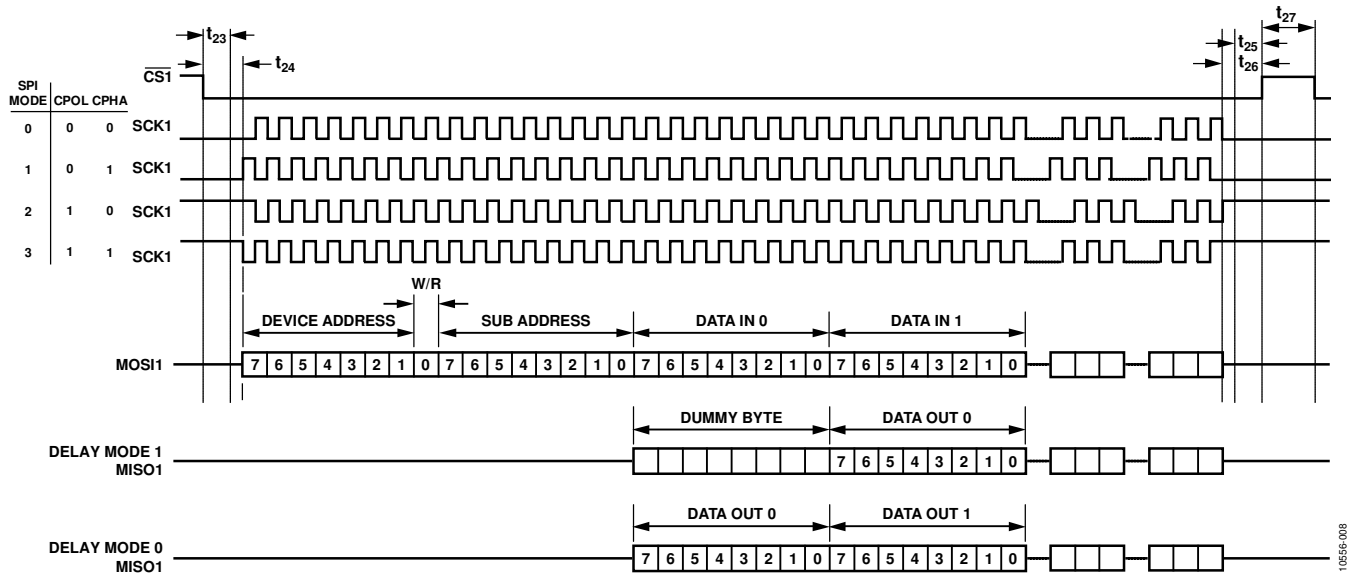 t23
t27
t25
t24
t26
CS1
SPI
MODE CPOL CPHA
0 0 0 SCK1
1 0 1 SCK1
2 1 0 SCK1
3 1 1 SCK1
W/R
DEVICE ADDRESS SUB ADDRESS DATA IN 0 DATA IN 1
MOSI1 7 6 5 4 3 2 1 0 7 6 5 4 3 2 1 0 7 6 5 4 3 2 1 0 7 6 5 4 3 2 1 0
DUMMY BYTE DATA OUT 0
DELAY MODE 1
MISO1
7 6 5 4 3 2 1 0
DATA OUT 0 DATA OUT 1
DELAY MODE 0
MISO1
7 6 5 4 3 2 1 0 7 6 5 4 3 2 1 0
10556-008